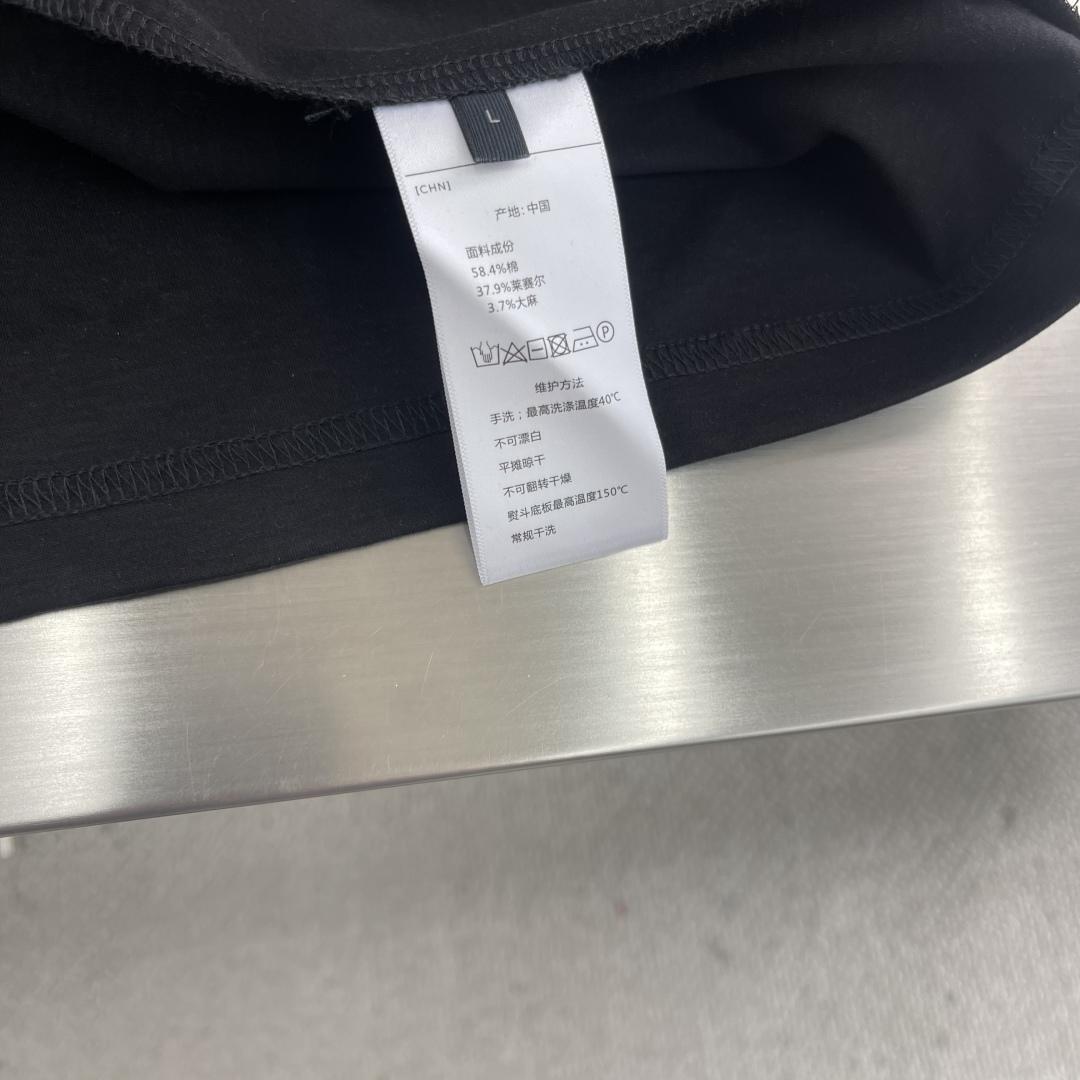 L
[CHN]
产地: 中国
面料成份
58.4%棉
37.9%莱赛尔
3.7%大麻
P
维护方法
手洗；最高洗涤温度40℃
不可漂白
平摊晾干
不可翻转干燥
熨斗底板最高温度150℃
常规干洗